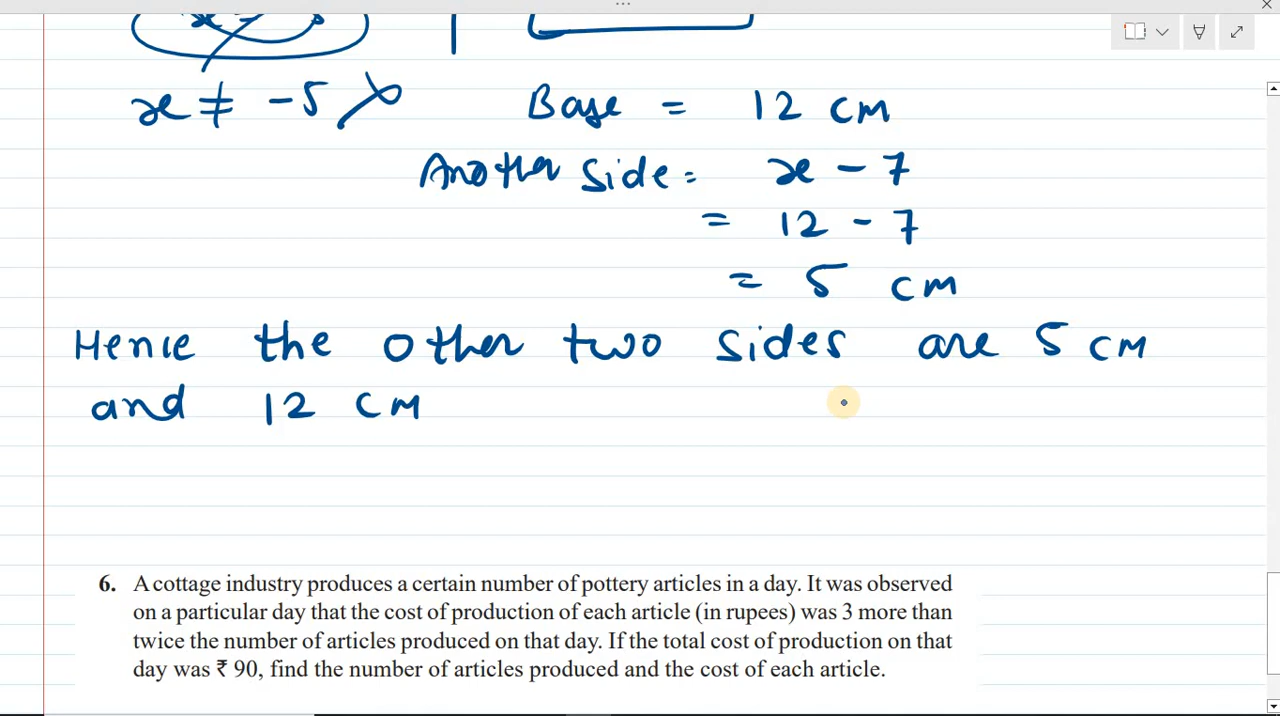 x ≠ -5
Base = 12 cm
Another side = x - 7
= 12 - 7
= 5 cm
Hence the other two sides are 5 cm
and 12 cm
6. A cottage industry produces a certain number of pottery articles in a day. It was observed
on a particular day that the cost of production of each article (in rupees) was 3 more than
twice the number of articles produced on that day. If the total cost of production on that
day was ₹ 90, find the number of articles produced and the cost of each article.